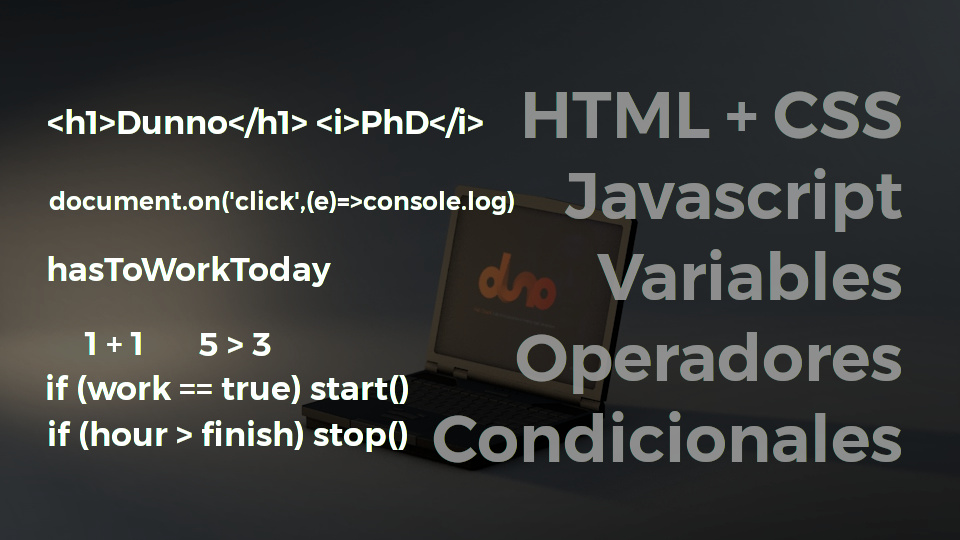 <h1>Dunno</h1> <i>PhD</i>
HTML + CSS
document.on('click',(e)=>console.log)
Javascript
hasToWorkToday
Variables
duno
1 + 1 5 > 3
Operadores
if (work == true) start()
if (hour > finish) stop()
Condicionales